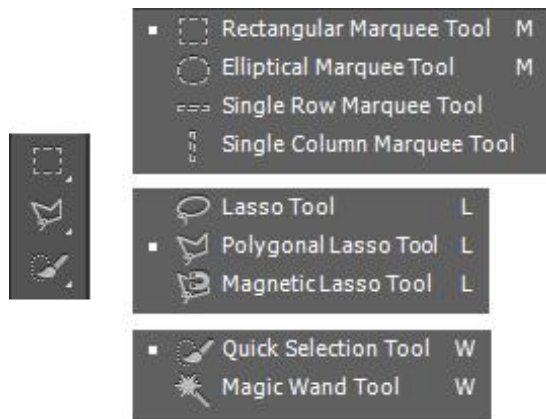 Rectangular Marquee Tool M
Elliptical Marquee Tool M
Single Row Marquee Tool
Single Column Marquee Tool
Lasso Tool L
Polygonal Lasso Tool L
Magnetic Lasso Tool L
Quick Selection Tool W
Magic Wand Tool W